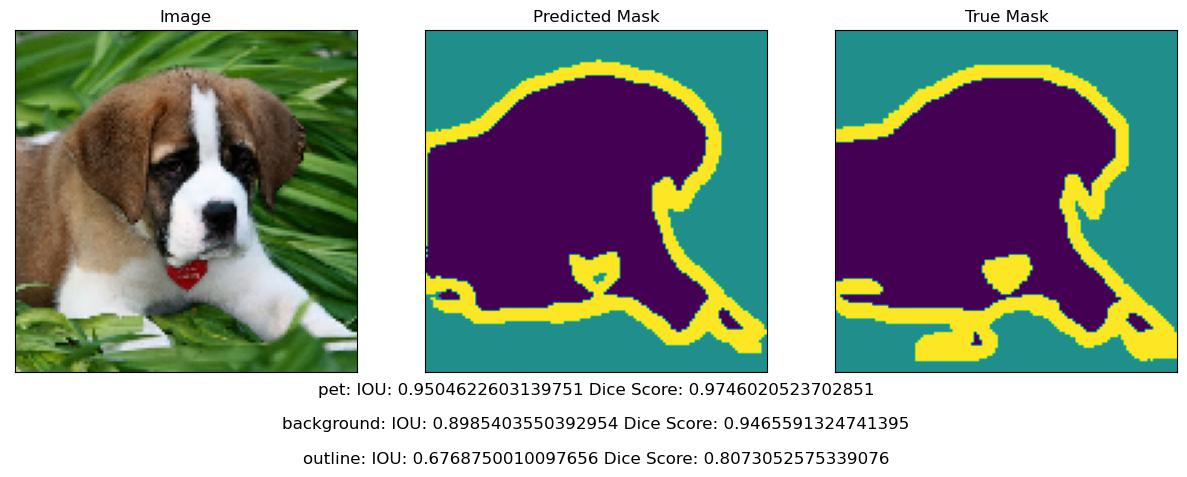 Image
Predicted Mask
True Mask
pet: IOU: 0.9504622603139751 Dice Score: 0.9746020523702851
background: IOU: 0.8985403550392954 Dice Score: 0.9465591324741395
outline: IOU: 0.6768750010097656 Dice Score: 0.8073052575339076